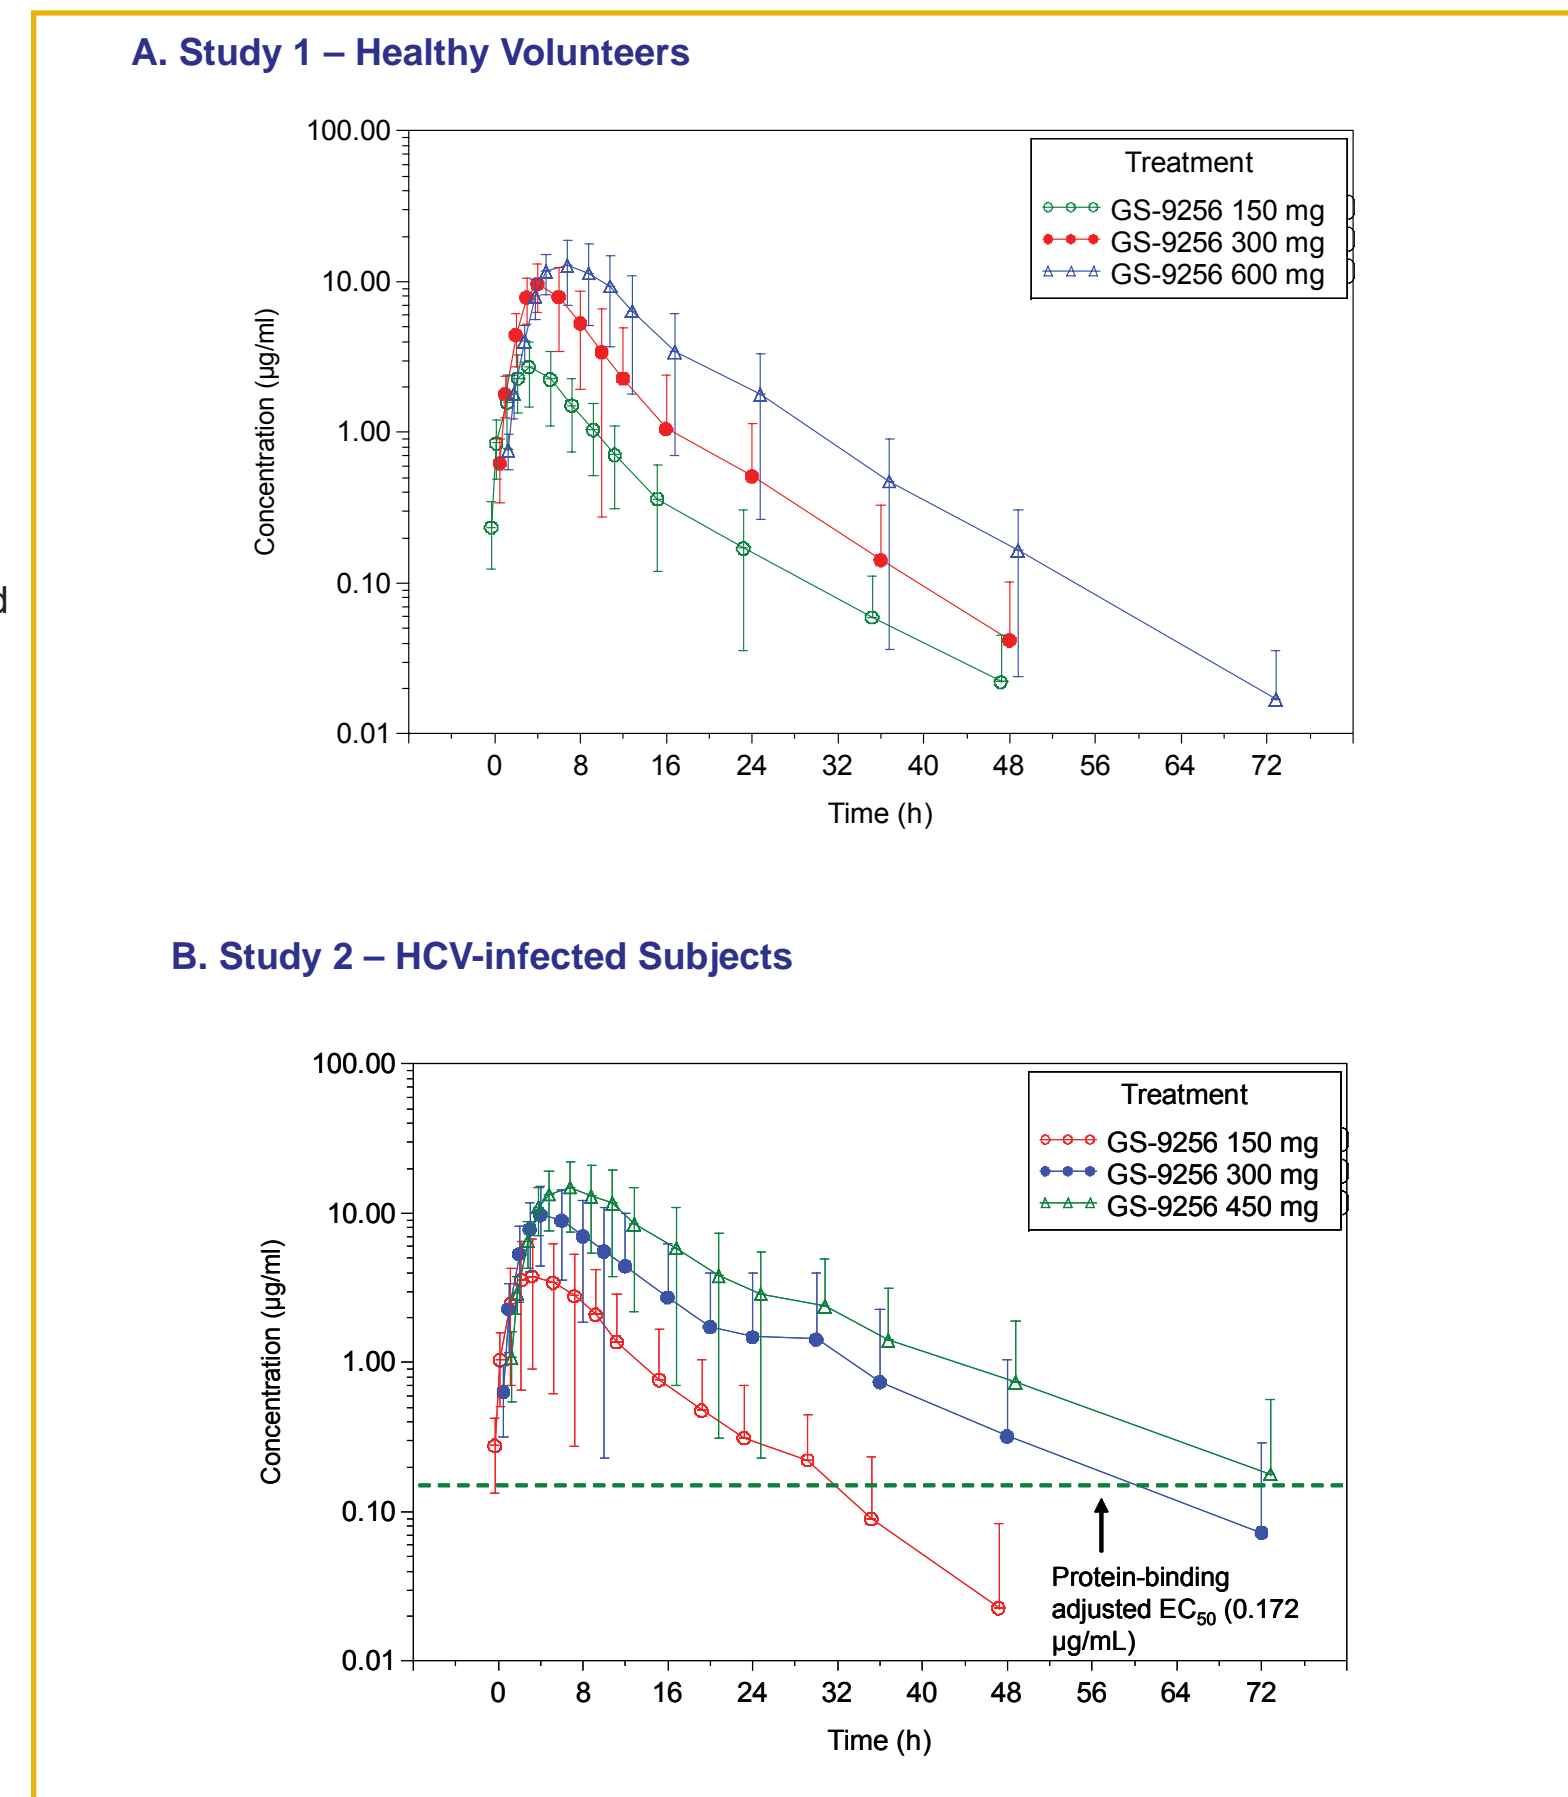 A. Study 1 – Healthy Volunteers
100.00
10.00
1.00
0.10
0.01
Concentration (μg/ml)
Treatment
GS-9256 150 mg
GS-9256 300 mg
GS-9256 600 mg
0 8 16 24 32 40 48 56 64 72
Time (h)
d
B. Study 2 – HCV-infected Subjects
100.00
10.00
1.00
0.10
0.01
Concentration (μg/ml)
Treatment
GS-9256 150 mg
GS-9256 300 mg
GS-9256 450 mg
Protein-binding
adjusted EC50 (0.172
μg/mL)
0 8 16 24 32 40 48 56 64 72
Time (h)